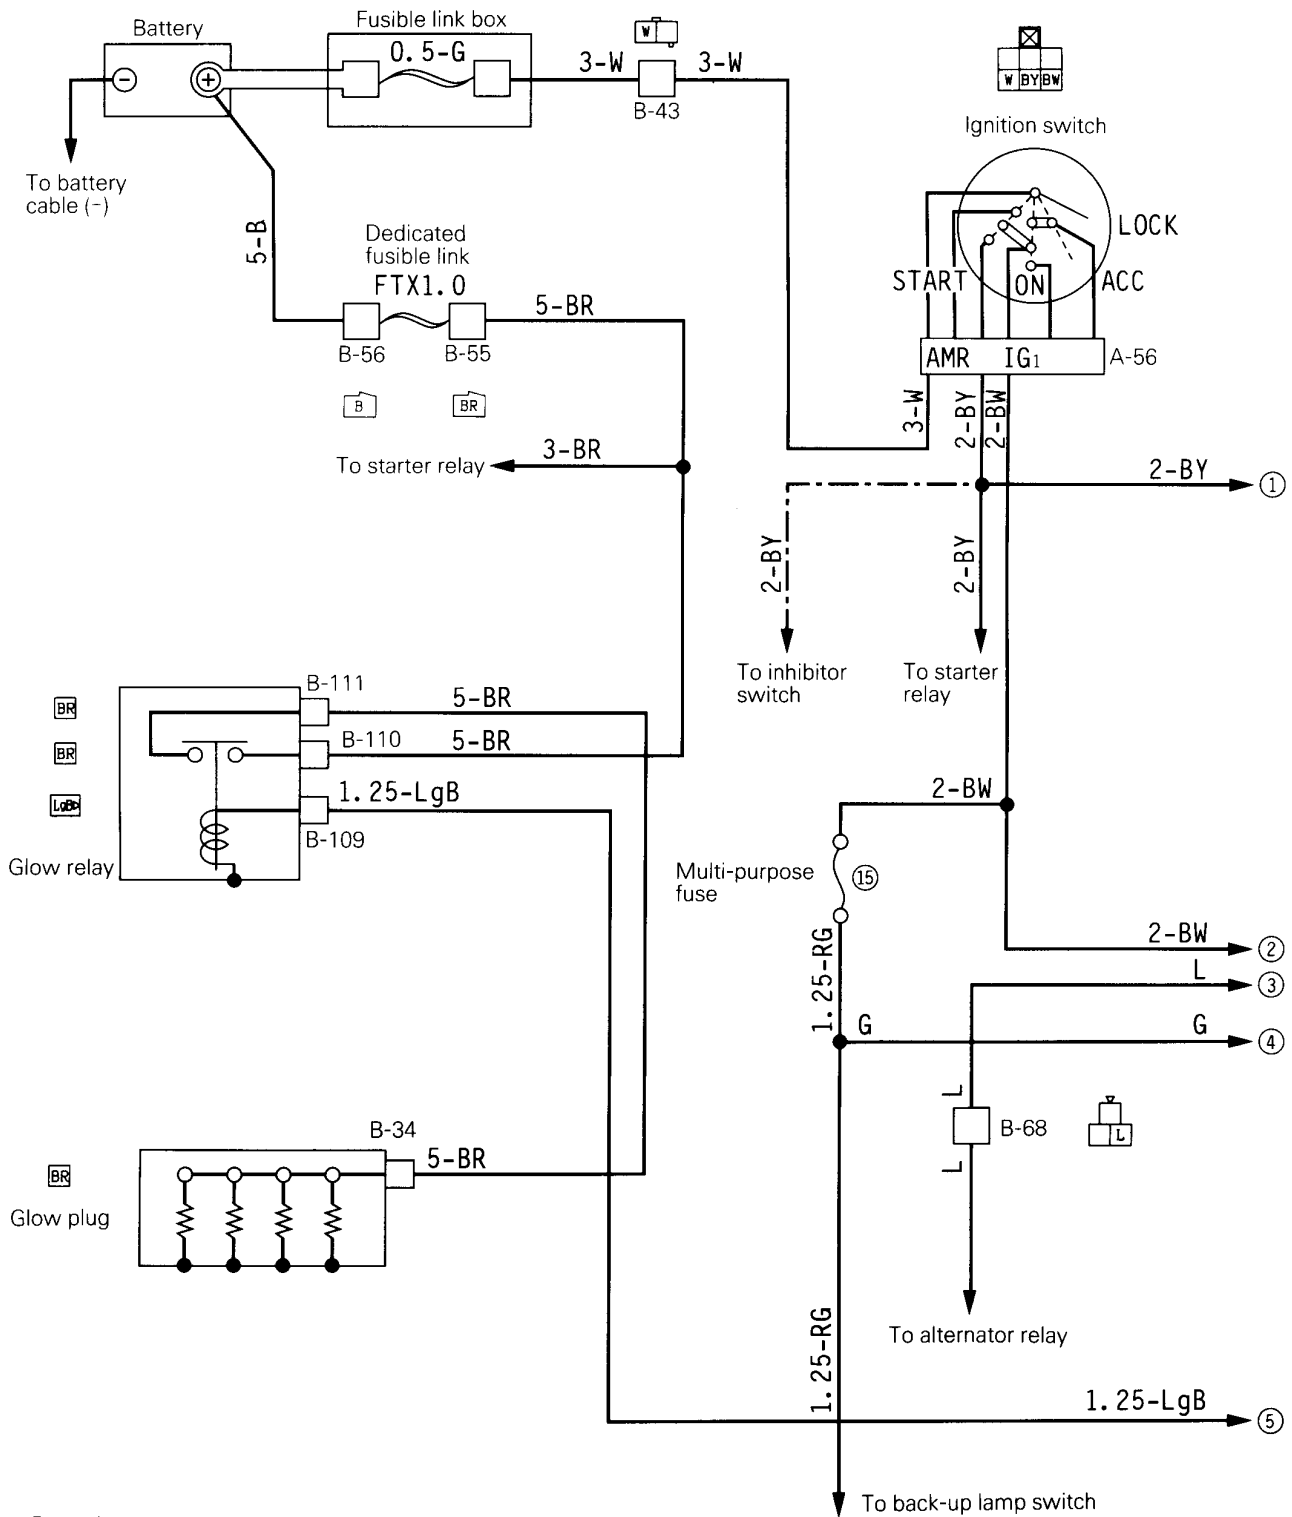 Battery
Fusible link box
0.5-G
W
3-W
3-W
B-43
W BY BW
Ignition switch
To battery
cable (-)
5-B
Dedicated
fusible link
FTX1.0
5-BR
B-56
B-55
B
BR
LOCK
START
ON
ACC
AMR
IG1
A-56
3-W
2-BY
2-BW
3-BR
To starter relay
2-BY
1
2-BY
2-BY
To inhibitor
switch
To starter
relay
B-111
BR
5-BR
B-110
BR
5-BR
1.25-LgB
B-109
Glow relay
2-BW
Multi-purpose
fuse
15
1.25-RG
2-BW
2
L
3
G
G
4
L
B-68
L
L
B-34
5-BR
BR
Glow plug
To alternator relay
1.25-RG
1.25-LgB
5
To back-up lamp switch